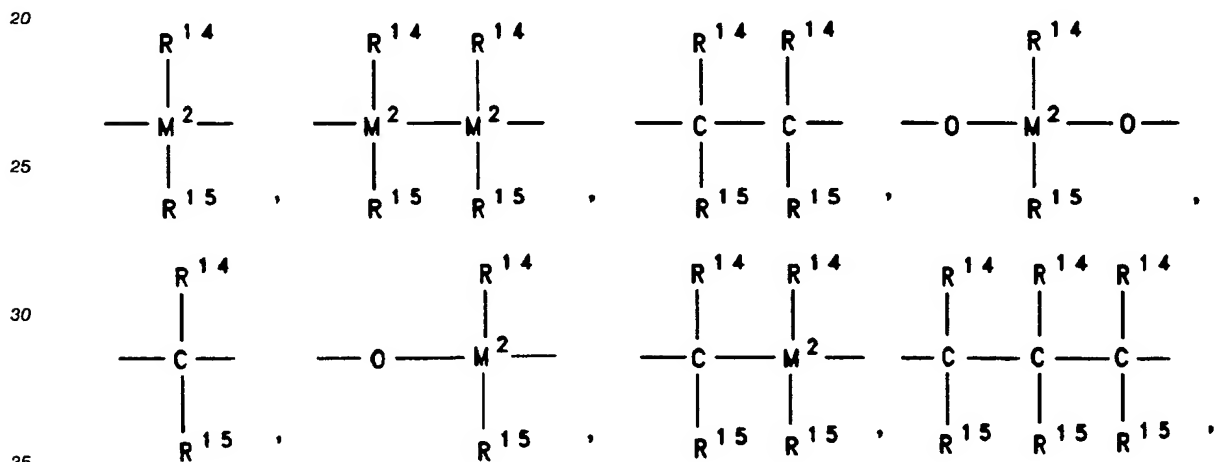 20
R14 R14 R14 R14 R14 R14
M2 M2 M2 C C O M2 O
25
R15 , R15 R15 , R15 R15 , R15 ,
R14 R14 R14 R14 R14 R14 R14
30
C O M2 C M2 C C C
R15 , R15 , R15 R15 , R15 R15 R15 ,
35